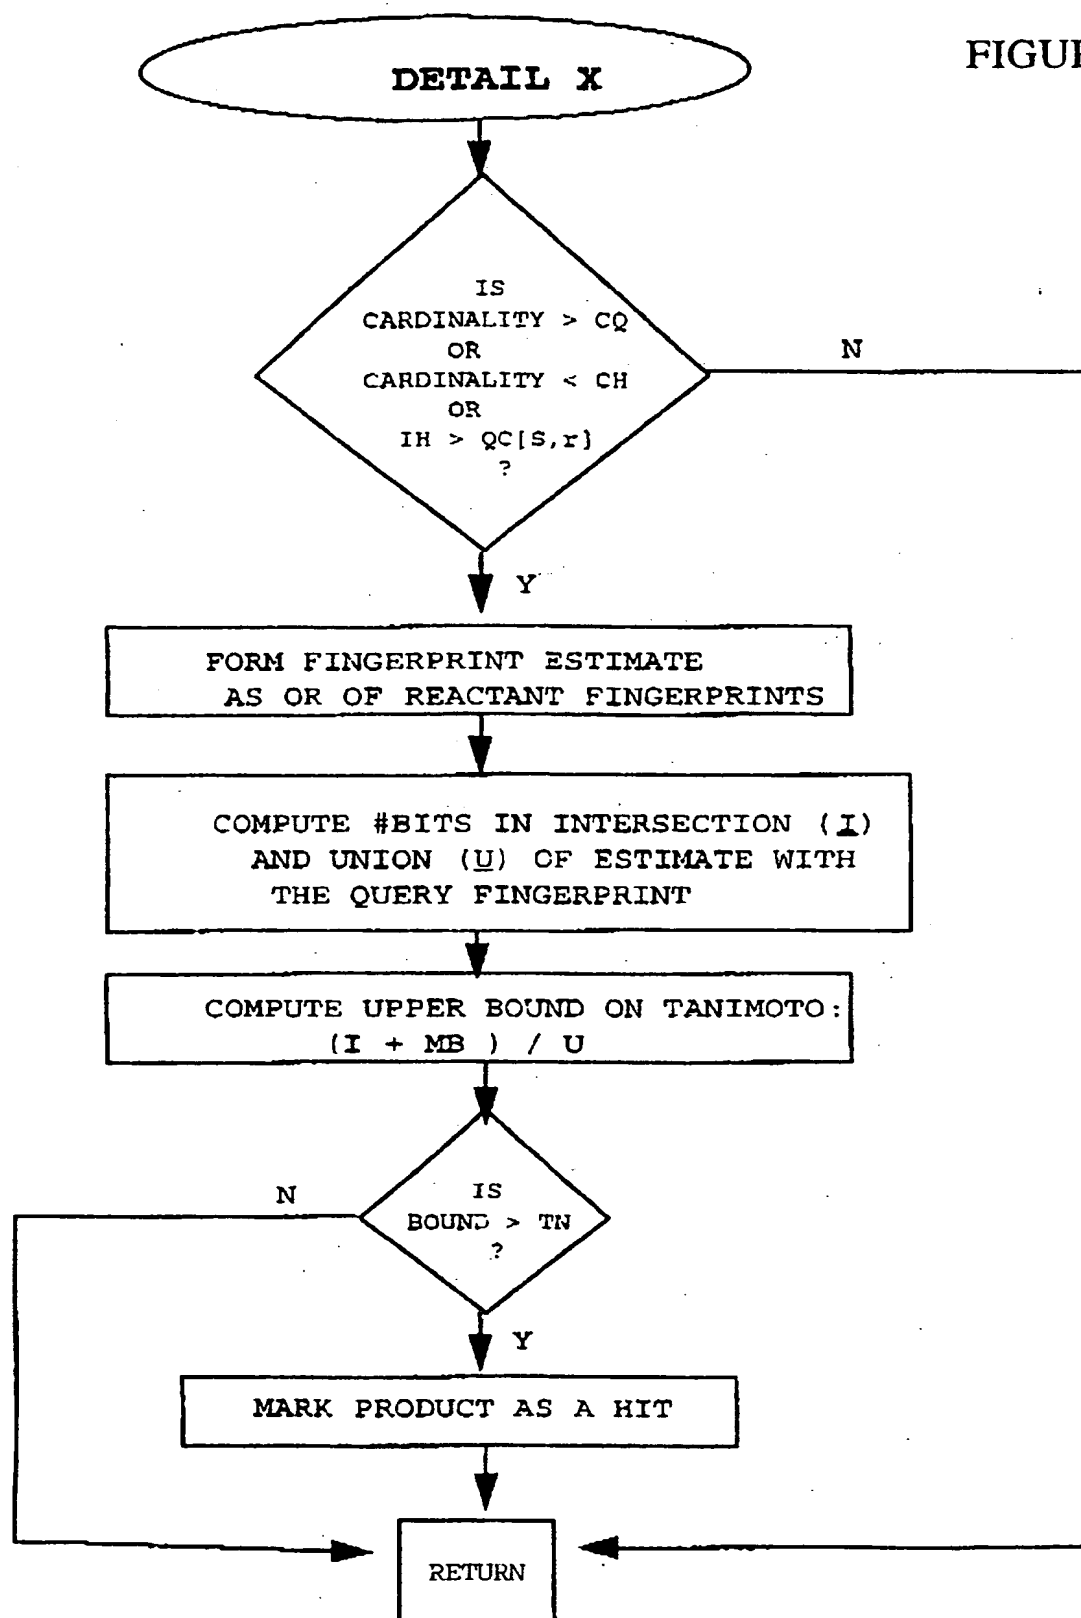 FIGUR
DETAIL X
IS
CARDINALITY > CQ
OR
CARDINALITY < CH
OR
IH > QC[S,r]
?
N
Y
FORM FINGERPRINT ESTIMATE
AS OR OF REACTANT FINGERPRINTS
COMPUTE #BITS IN INTERSECTION (I)
AND UNION (U) OF ESTIMATE WITH
THE QUERY FINGERPRINT
COMPUTE UPPER BOUND ON TANIMOTO:
(I + MB ) / U
N
IS
BOUND > TN
?
Y
MARK PRODUCT AS A HIT
RETURN